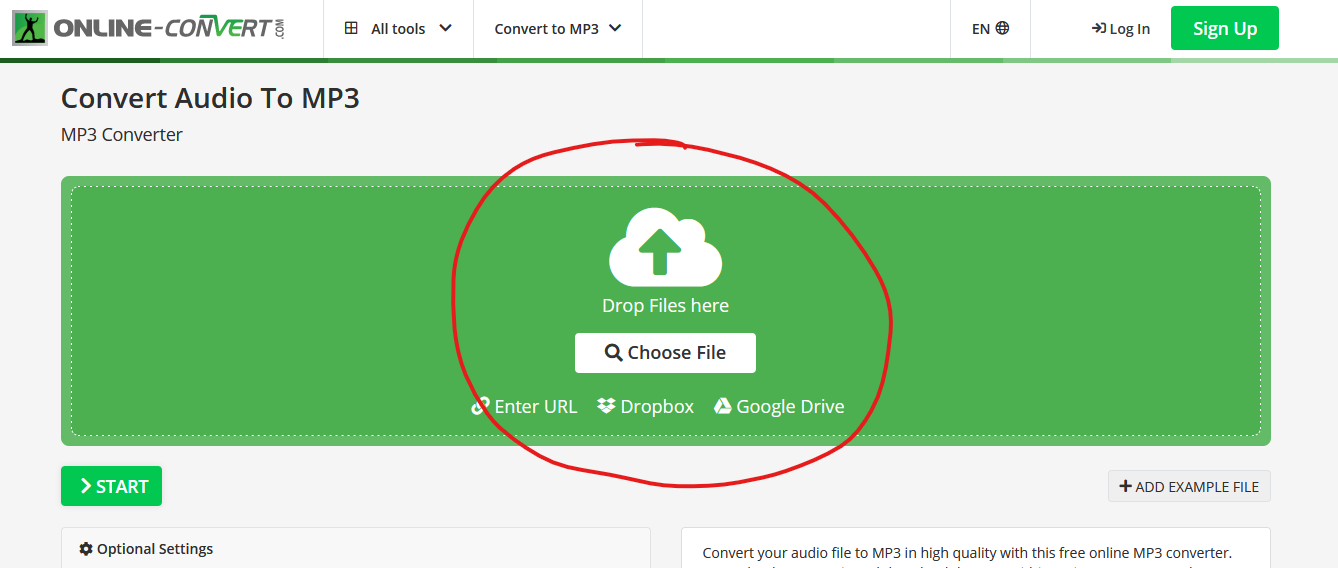 ONLINE-CONVERT.COM All tools Convert to MP3 EN Log In Sign Up
Convert Audio To MP3
MP3 Converter
Drop Files here
Choose File
Enter URL Dropbox Google Drive
START ADD EXAMPLE FILE
Optional Settings
Convert your audio file to MP3 in high quality with this free online MP3 converter.